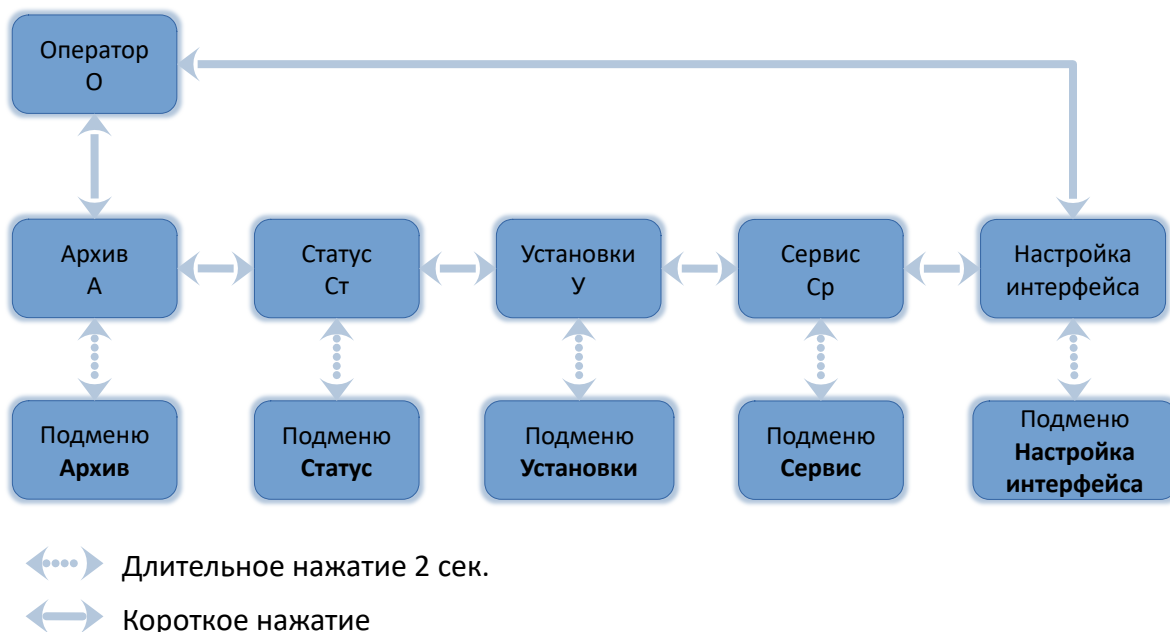 Оператор
О
Архив
А
Статус
Ст
Установки
У
Сервис
Ср
Настройка
интерфейса
Подменю
Архив
Подменю
Статус
Подменю
Установки
Подменю
Сервис
Подменю
Настройка
интерфейса
Длительное нажатие 2 сек.
Короткое нажатие